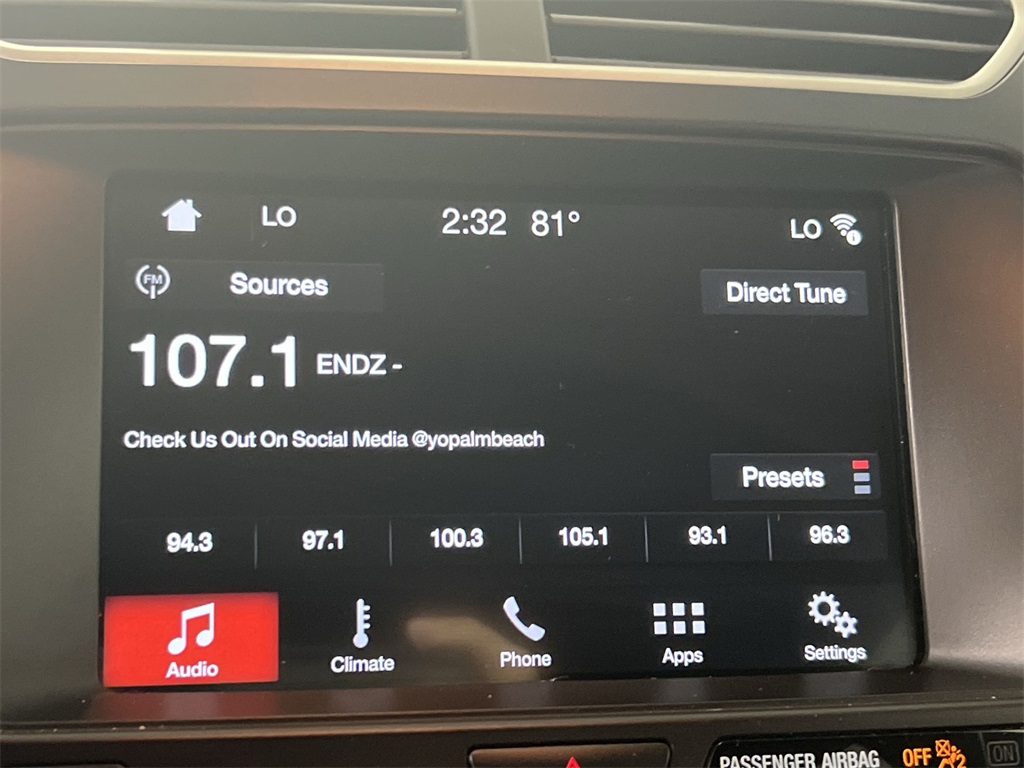 LO 2:32 81° LO
FM Sources Direct Tune
107.1 ENDZ -
Check Us Out On Social Media @yopalmbeach
Presets
94.3 97.1 100.3 105.1 93.1 96.3
Audio Climate Phone Apps Settings
PASSENGER AIRBAG OFF 2 ON